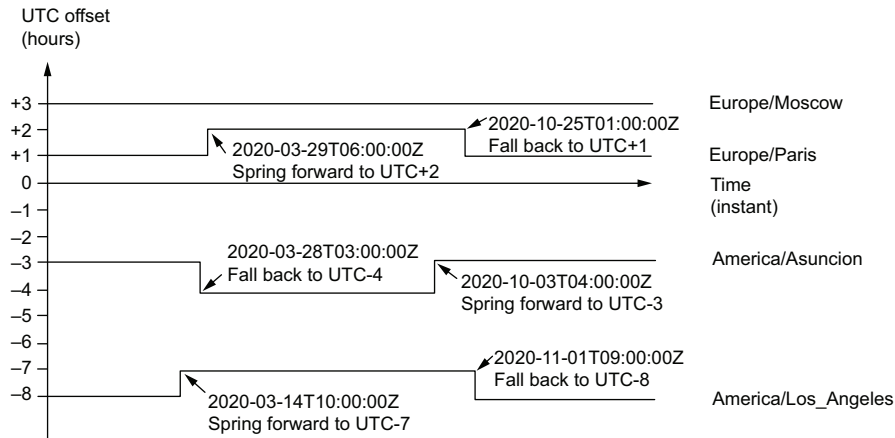 UTC offset
(hours)
+3
Europe/Moscow
+2
2020-10-25T01:00:00Z
Fall back to UTC+1
2020-03-29T06:00:00Z
Spring forward to UTC+2
+1
Europe/Paris
0
Time
(instant)
–1
–2
2020-03-28T03:00:00Z
Fall back to UTC-4
–3
America/Asuncion
2020-10-03T04:00:00Z
Spring forward to UTC-3
–4
–5
–6
–7
2020-11-01T09:00:00Z
Fall back to UTC-8
–8
America/Los_Angeles
2020-03-14T10:00:00Z
Spring forward to UTC-7